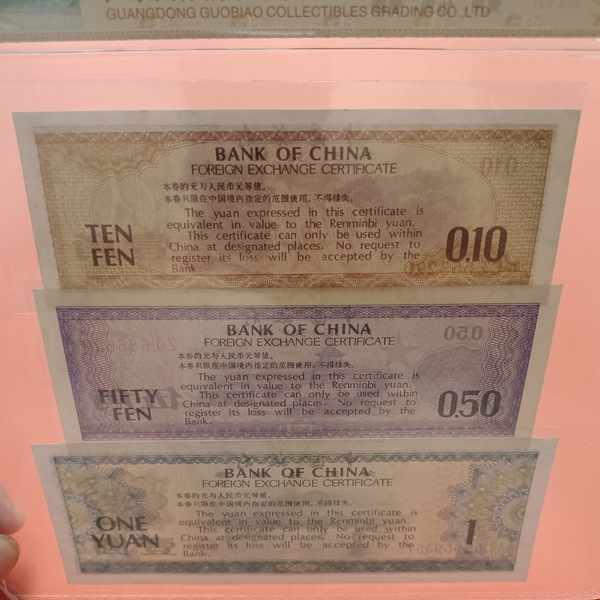 GUANGDONG GUOBIAO COLLECTIBLES GRADING CO.,LTD
BANK OF CHINA
FOREIGN EXCHANGE CERTIFICATE
本券的元与人民币元等值。
本券只限在中国境内指定的范围使用，不得挂失。
The yuan expressed in this certificate is
equivalent in value to the Renminbi yuan.
This certificate can only be used within
China at designated places. No request to
register its loss will be accepted by the
Bank.
TEN
FEN
0.10
BANK OF CHINA
FOREIGN EXCHANGE CERTIFICATE
本券的元与人民币元等值。
本券只限在中国境内指定的范围使用，不得挂失。
The yuan expressed in this certificate is
equivalent in value to the Renminbi yuan.
This certificate can only be used within
China at designated places. No request to
register its loss will be accepted by the
Bank.
FIFTY
FEN
0.50
BANK OF CHINA
FOREIGN EXCHANGE CERTIFICATE
本券的元与人民币元等值。
本券只限在中国境内指定的范围使用，不得挂失。
The yuan expressed in this certificate is
equivalent in value to the Renminbi yuan.
This certificate can only be used within
China at designated places. No request to
register its loss will be accepted by the
Bank.
ONE
YUAN
1